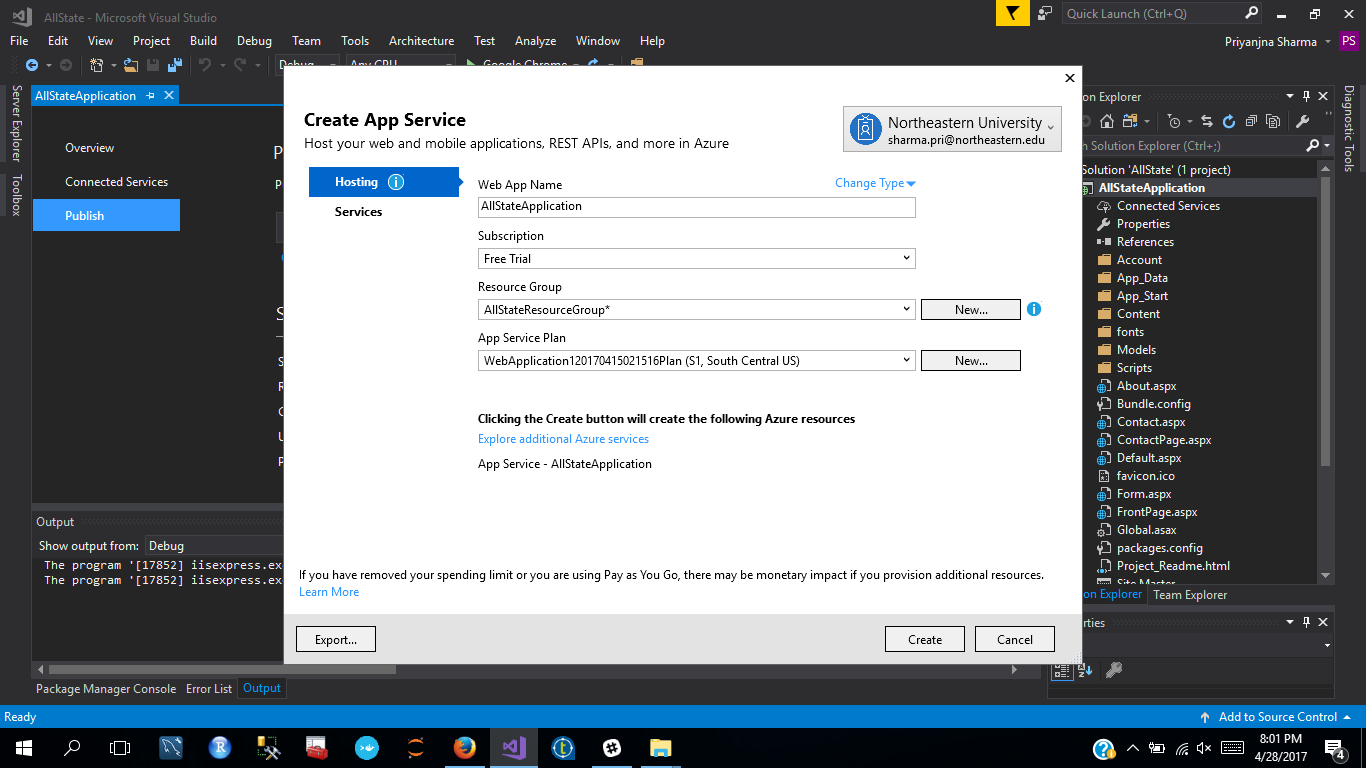 AllState - Microsoft Visual Studio
Quick Launch (Ctrl+Q)
File Edit View Project Build Debug Team Tools Architecture Test Analyze Window Help
Priyanjna Sharma PS
Debug Any CPU Google Chrome
Server Explorer
Toolbox
AllStateApplication
Overview
Connected Services
Publish
Create App Service
Host your web and mobile applications, REST APIs, and more in Azure
Northeastern University
sharma.pri@northeastern.edu
Hosting
Services
Web App Name
Change Type
AllStateApplication
Subscription
Free Trial
Resource Group
AllStateResourceGroup*
New...
App Service Plan
WebApplication120170415021516Plan (S1, South Central US)
New...
Clicking the Create button will create the following Azure resources
Explore additional Azure services
App Service - AllStateApplication
If you have removed your spending limit or you are using Pay as You Go, there may be monetary impact if you provision additional resources.
Learn More
Export...
Create
Cancel
on Explorer
Diagnostic Tools
h Solution Explorer (Ctrl+;)
Solution 'AllState' (1 project)
AllStateApplication
Connected Services
Properties
References
Account
App_Data
App_Start
Content
fonts
Models
Scripts
About.aspx
Bundle.config
Contact.aspx
ContactPage.aspx
Default.aspx
favicon.ico
Form.aspx
FrontPage.aspx
Global.asax
packages.config
Project_Readme.html
Site Master
on Explorer Team Explorer
rties
Output
Show output from: Debug
The program '[17852] iisexpress.ex
The program '[17852] iisexpress.ex
Package Manager Console Error List Output
Ready
Add to Source Control
8:01 PM
4/28/2017
4